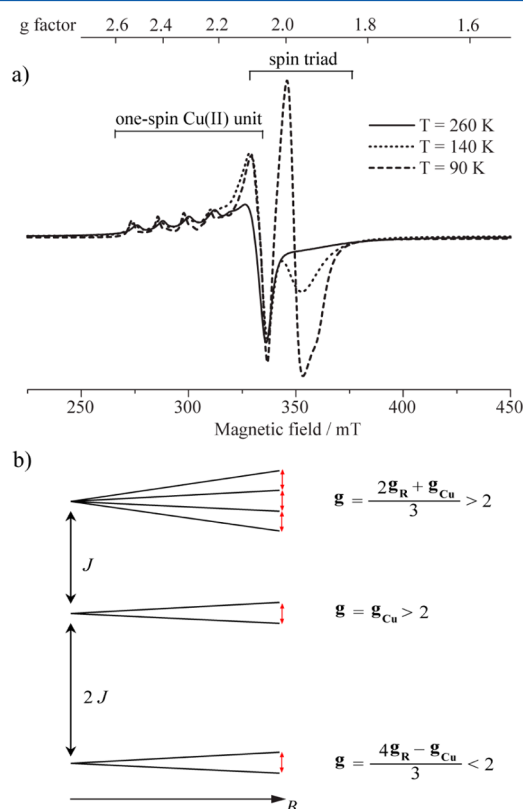 g factor 2.6 2.4 2.2 2.0 1.8 1.6
a)
spin triad
one-spin Cu(II) unit
T = 260 K
T = 140 K
T = 90 K
250 300 350 400 450
Magnetic field / mT
b)
g = (2g_R + g_Cu)/3 > 2
J
g = g_Cu > 2
2J
g = (4g_R − g_Cu)/3 < 2
B